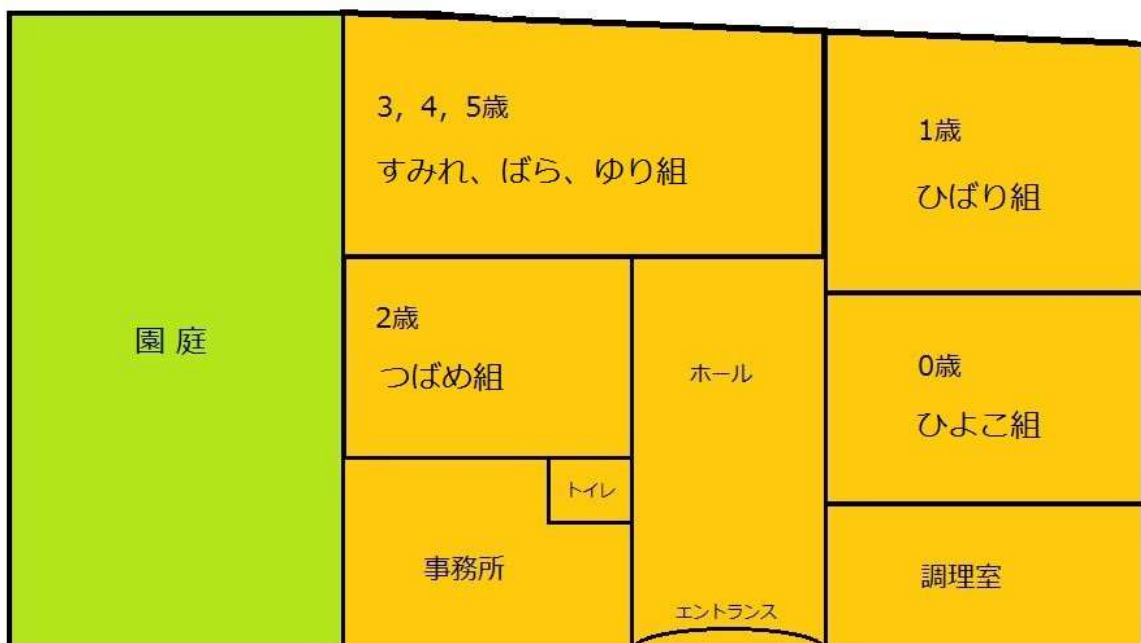 3, 4, 5歳
すみれ、ばら、ゆり組
1歳
ひばり組
園 庭
2歳
つばめ組
ホール
0歳
ひよこ組
トイレ
事務所
調理室
エントランス